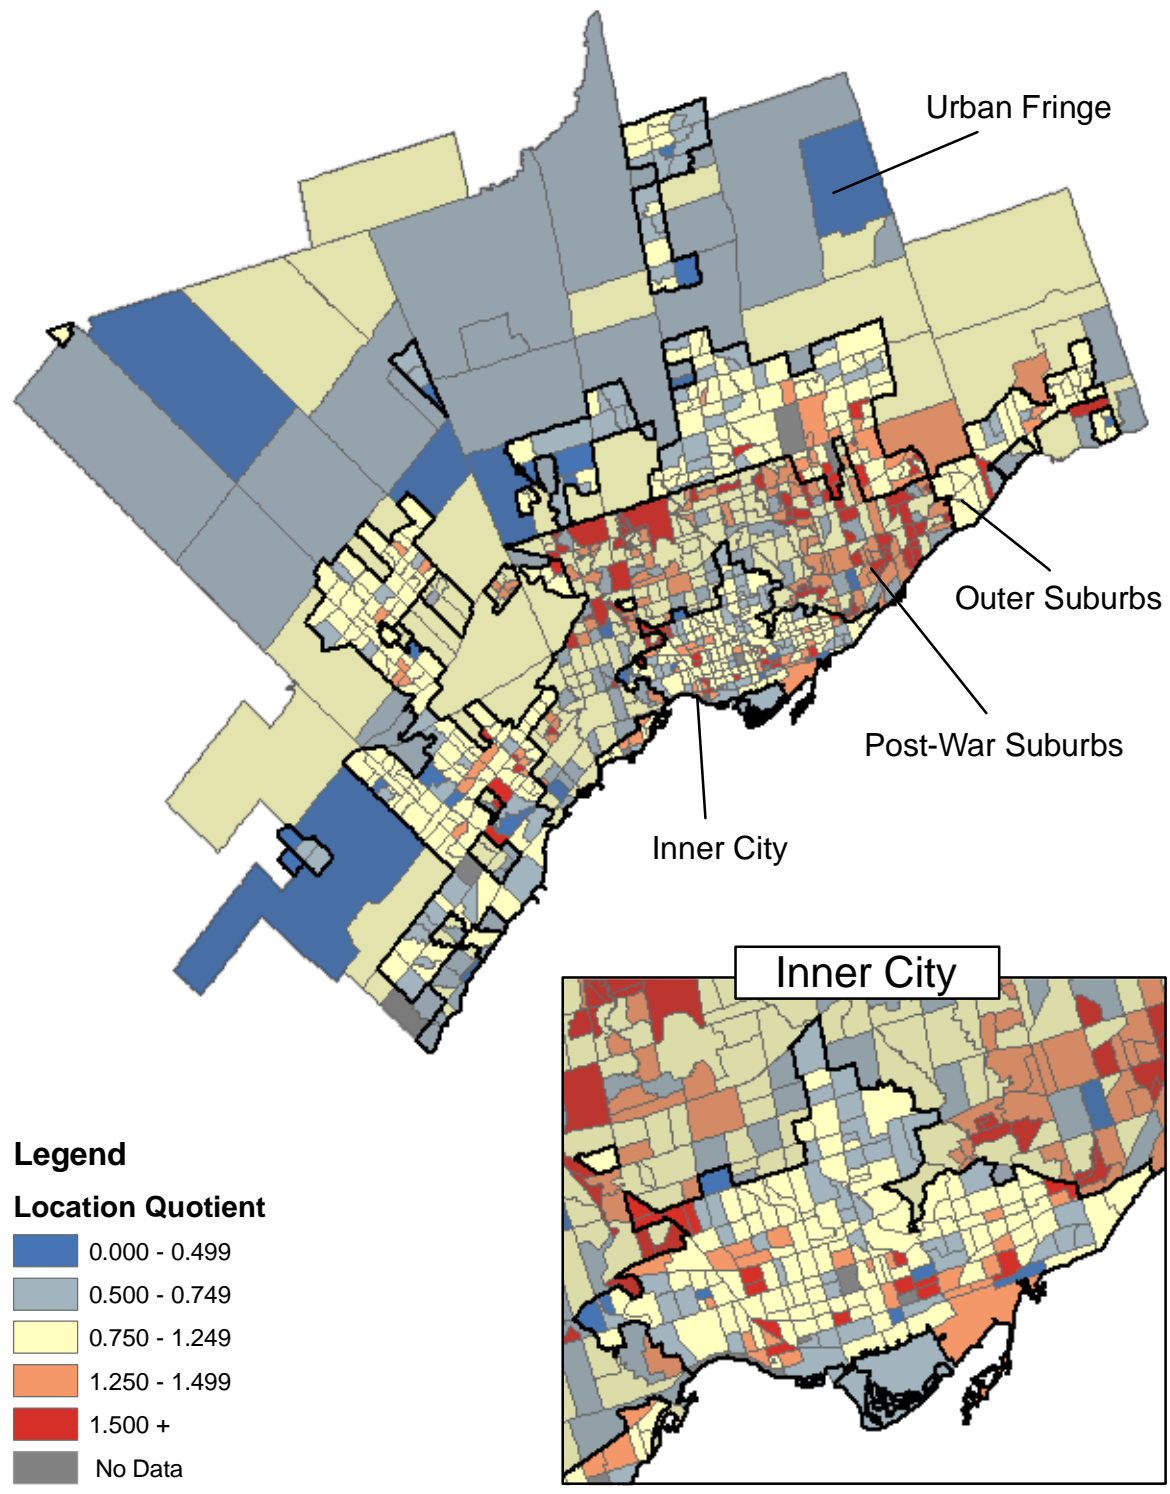 Urban Fringe
Outer Suburbs
Post-War Suburbs
Inner City
Inner City
Legend
Location Quotient
0.000 - 0.499
0.500 - 0.749
0.750 - 1.249
1.250 - 1.499
1.500 +
No Data